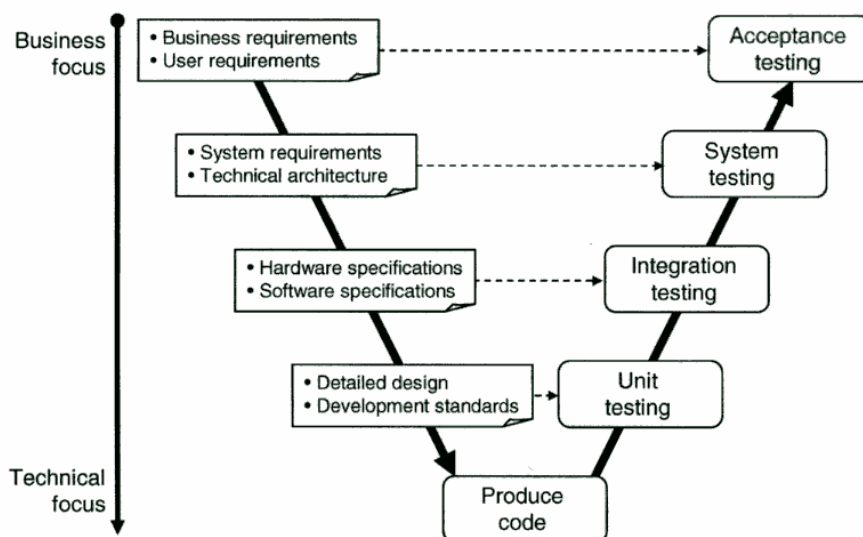 Business
focus
• Business requirements
• User requirements
Acceptance
testing
• System requirements
• Technical architecture
System
testing
• Hardware specifications
• Software specifications
Integration
testing
• Detailed design
• Development standards
Unit
testing
Technical
focus
Produce
code